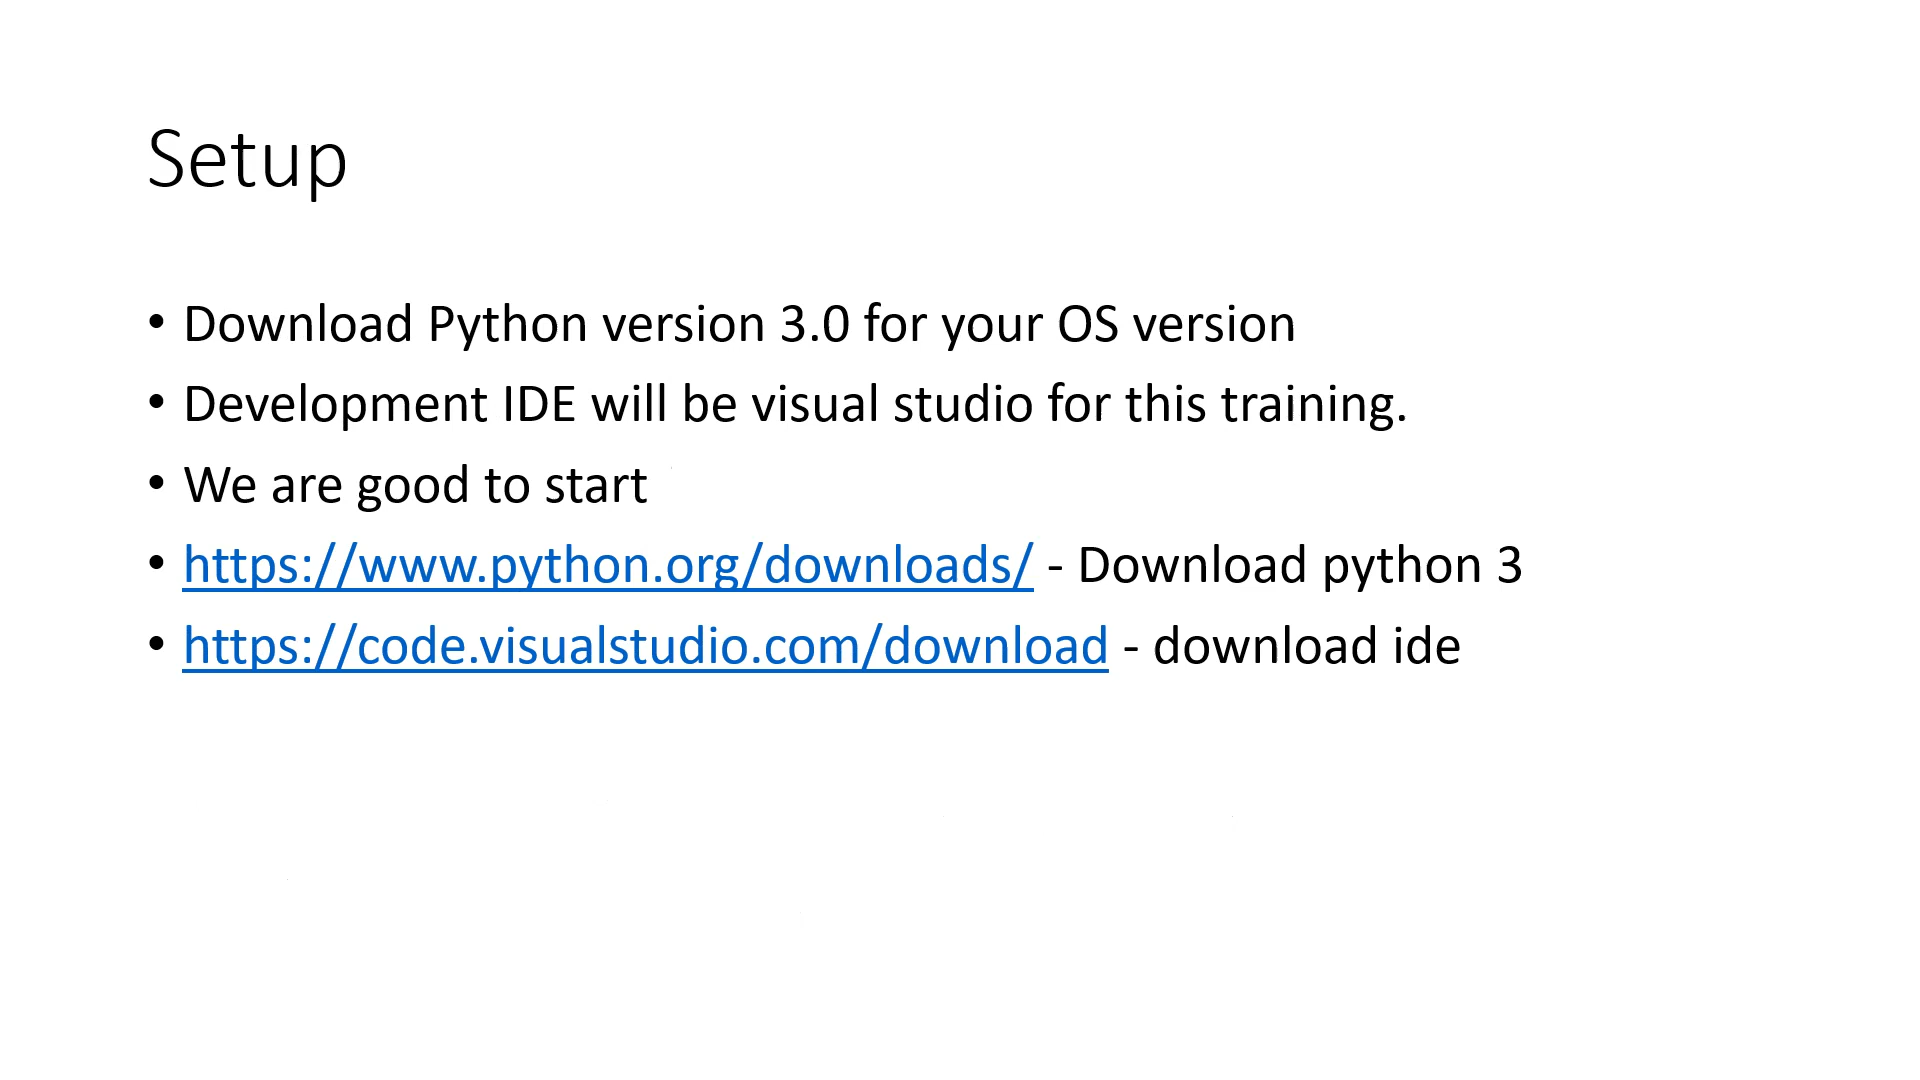 Setup
• Download Python version 3.0 for your OS version
• Development IDE will be visual studio for this training.
• We are good to start
• https://www.python.org/downloads/ - Download python 3
• https://code.visualstudio.com/download - download ide